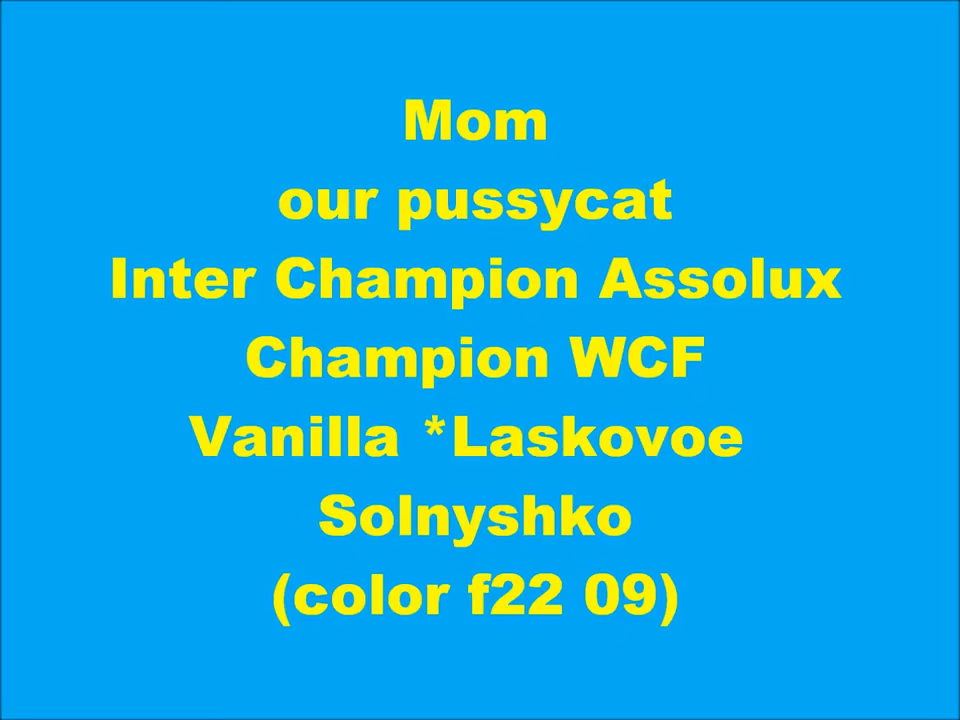 Mom
our pussycat
Inter Champion Assolux
Champion WCF
Vanilla *Laskovoe
Solnyshko
(color f22 09)